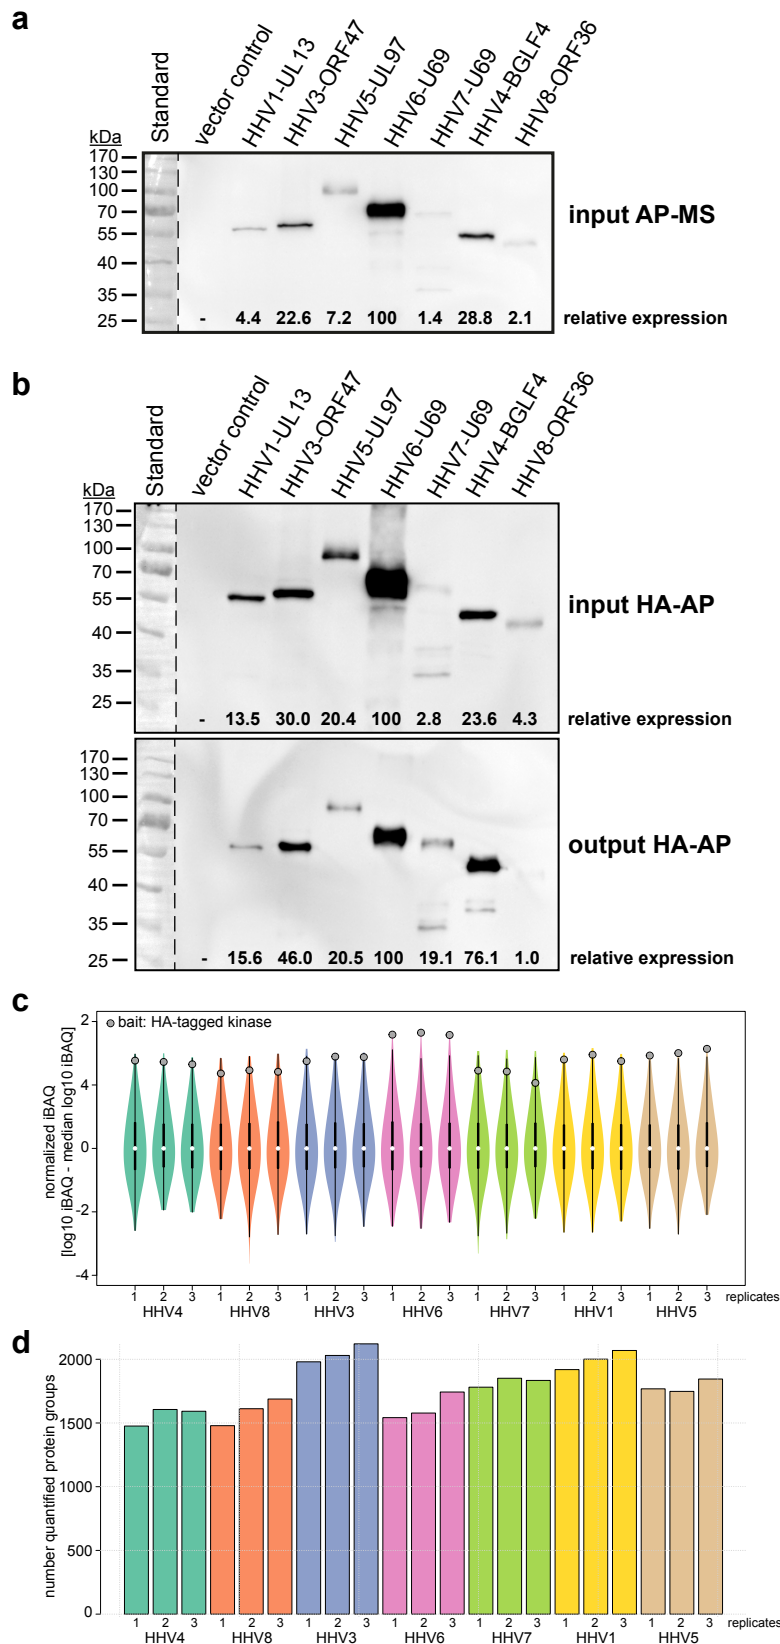 a
kDa
Standard
vector control
HHV1-UL13
HHV3-ORF47
HHV5-UL97
HHV6-U69
HHV7-U69
HHV4-BGLF4
HHV8-ORF36
170
130
100
70
55
40
35
25
input AP-MS
- 4.4 22.6 7.2 100 1.4 28.8 2.1 relative expression
b
kDa
Standard
vector control
HHV1-UL13
HHV3-ORF47
HHV5-UL97
HHV6-U69
HHV7-U69
HHV4-BGLF4
HHV8-ORF36
170
130
100
70
55
40
35
25
input HA-AP
- 13.5 30.0 20.4 100 2.8 23.6 4.3 relative expression
170
130
100
70
55
40
35
25
output HA-AP
- 15.6 46.0 20.5 100 19.1 76.1 1.0 relative expression
c
normalized iBAQ
[log10 iBAQ - median log10 iBAQ]
bait: HA-tagged kinase
2
4
0
-2
-4
1 2 3 1 2 3 1 2 3 1 2 3 1 2 3 1 2 3 1 2 3 replicates
HHV4 HHV8 HHV3 HHV6 HHV7 HHV1 HHV5
d
number quantified protein groups
2000
1500
1000
500
0
1 2 3 1 2 3 1 2 3 1 2 3 1 2 3 1 2 3 1 2 3 replicates
HHV4 HHV8 HHV3 HHV6 HHV7 HHV1 HHV5